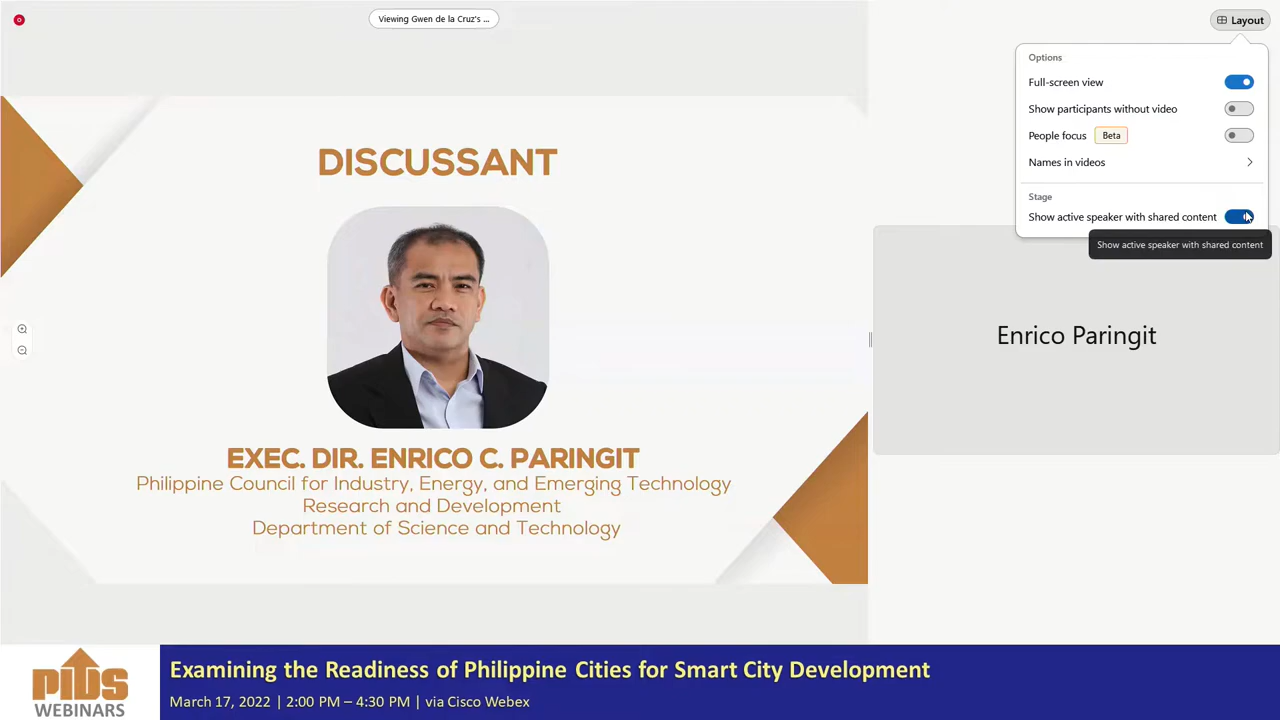 Viewing Gwen de la Cruz's ...
Layout
Options
Full-screen view
Show participants without video
People focus Beta
Names in videos
Stage
Show active speaker with shared content
Show active speaker with shared content
DISCUSSANT
EXEC. DIR. ENRICO C. PARINGIT
Philippine Council for Industry, Energy, and Emerging Technology
Research and Development
Department of Science and Technology
Enrico Paringit
PIDS
WEBINARS
Examining the Readiness of Philippine Cities for Smart City Development
March 17, 2022 | 2:00 PM – 4:30 PM | via Cisco Webex